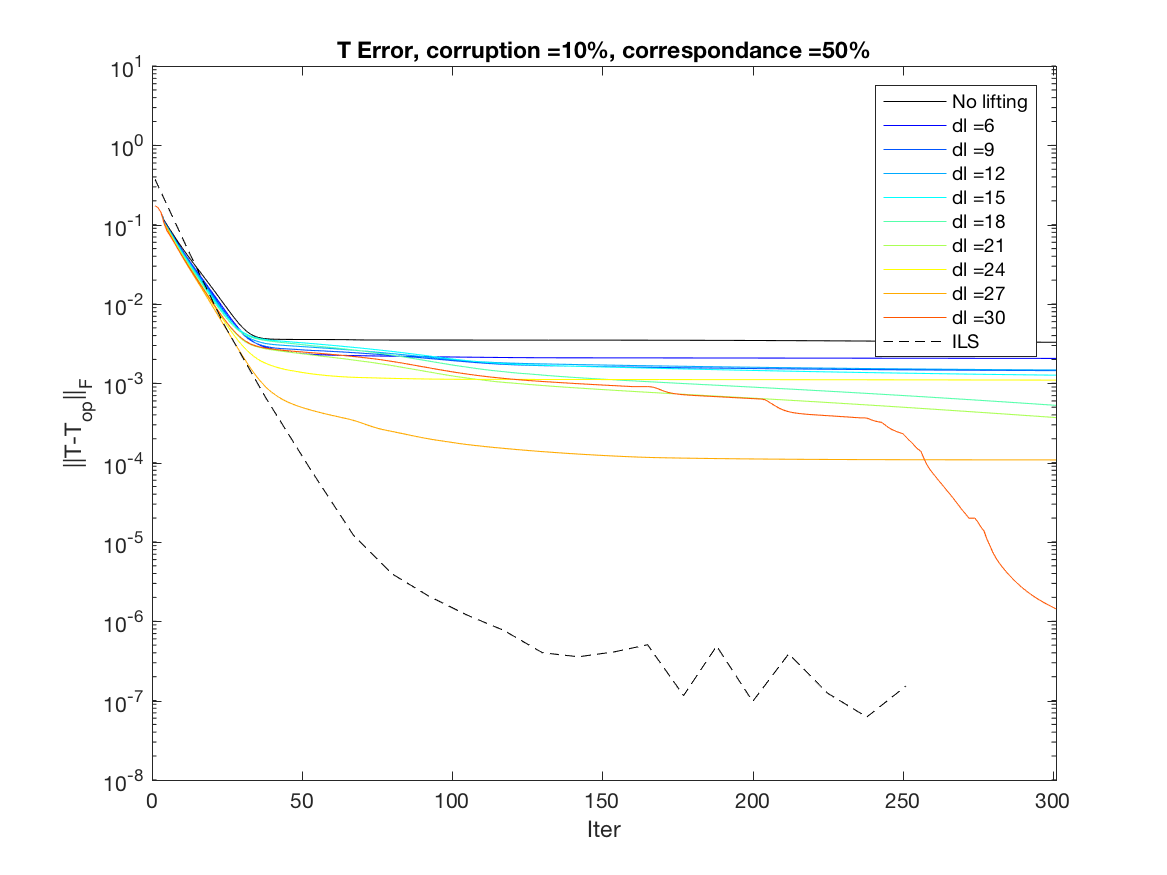 T Error, corruption =10%, correspondance =50%
10^1
10^0
10^-1
10^-2
10^-3
10^-4
10^-5
10^-6
10^-7
10^-8
||T-T_op||_F
No lifting
dl =6
dl =9
dl =12
dl =15
dl =18
dl =21
dl =24
dl =27
dl =30
ILS
0 50 100 150 200 250 300
Iter